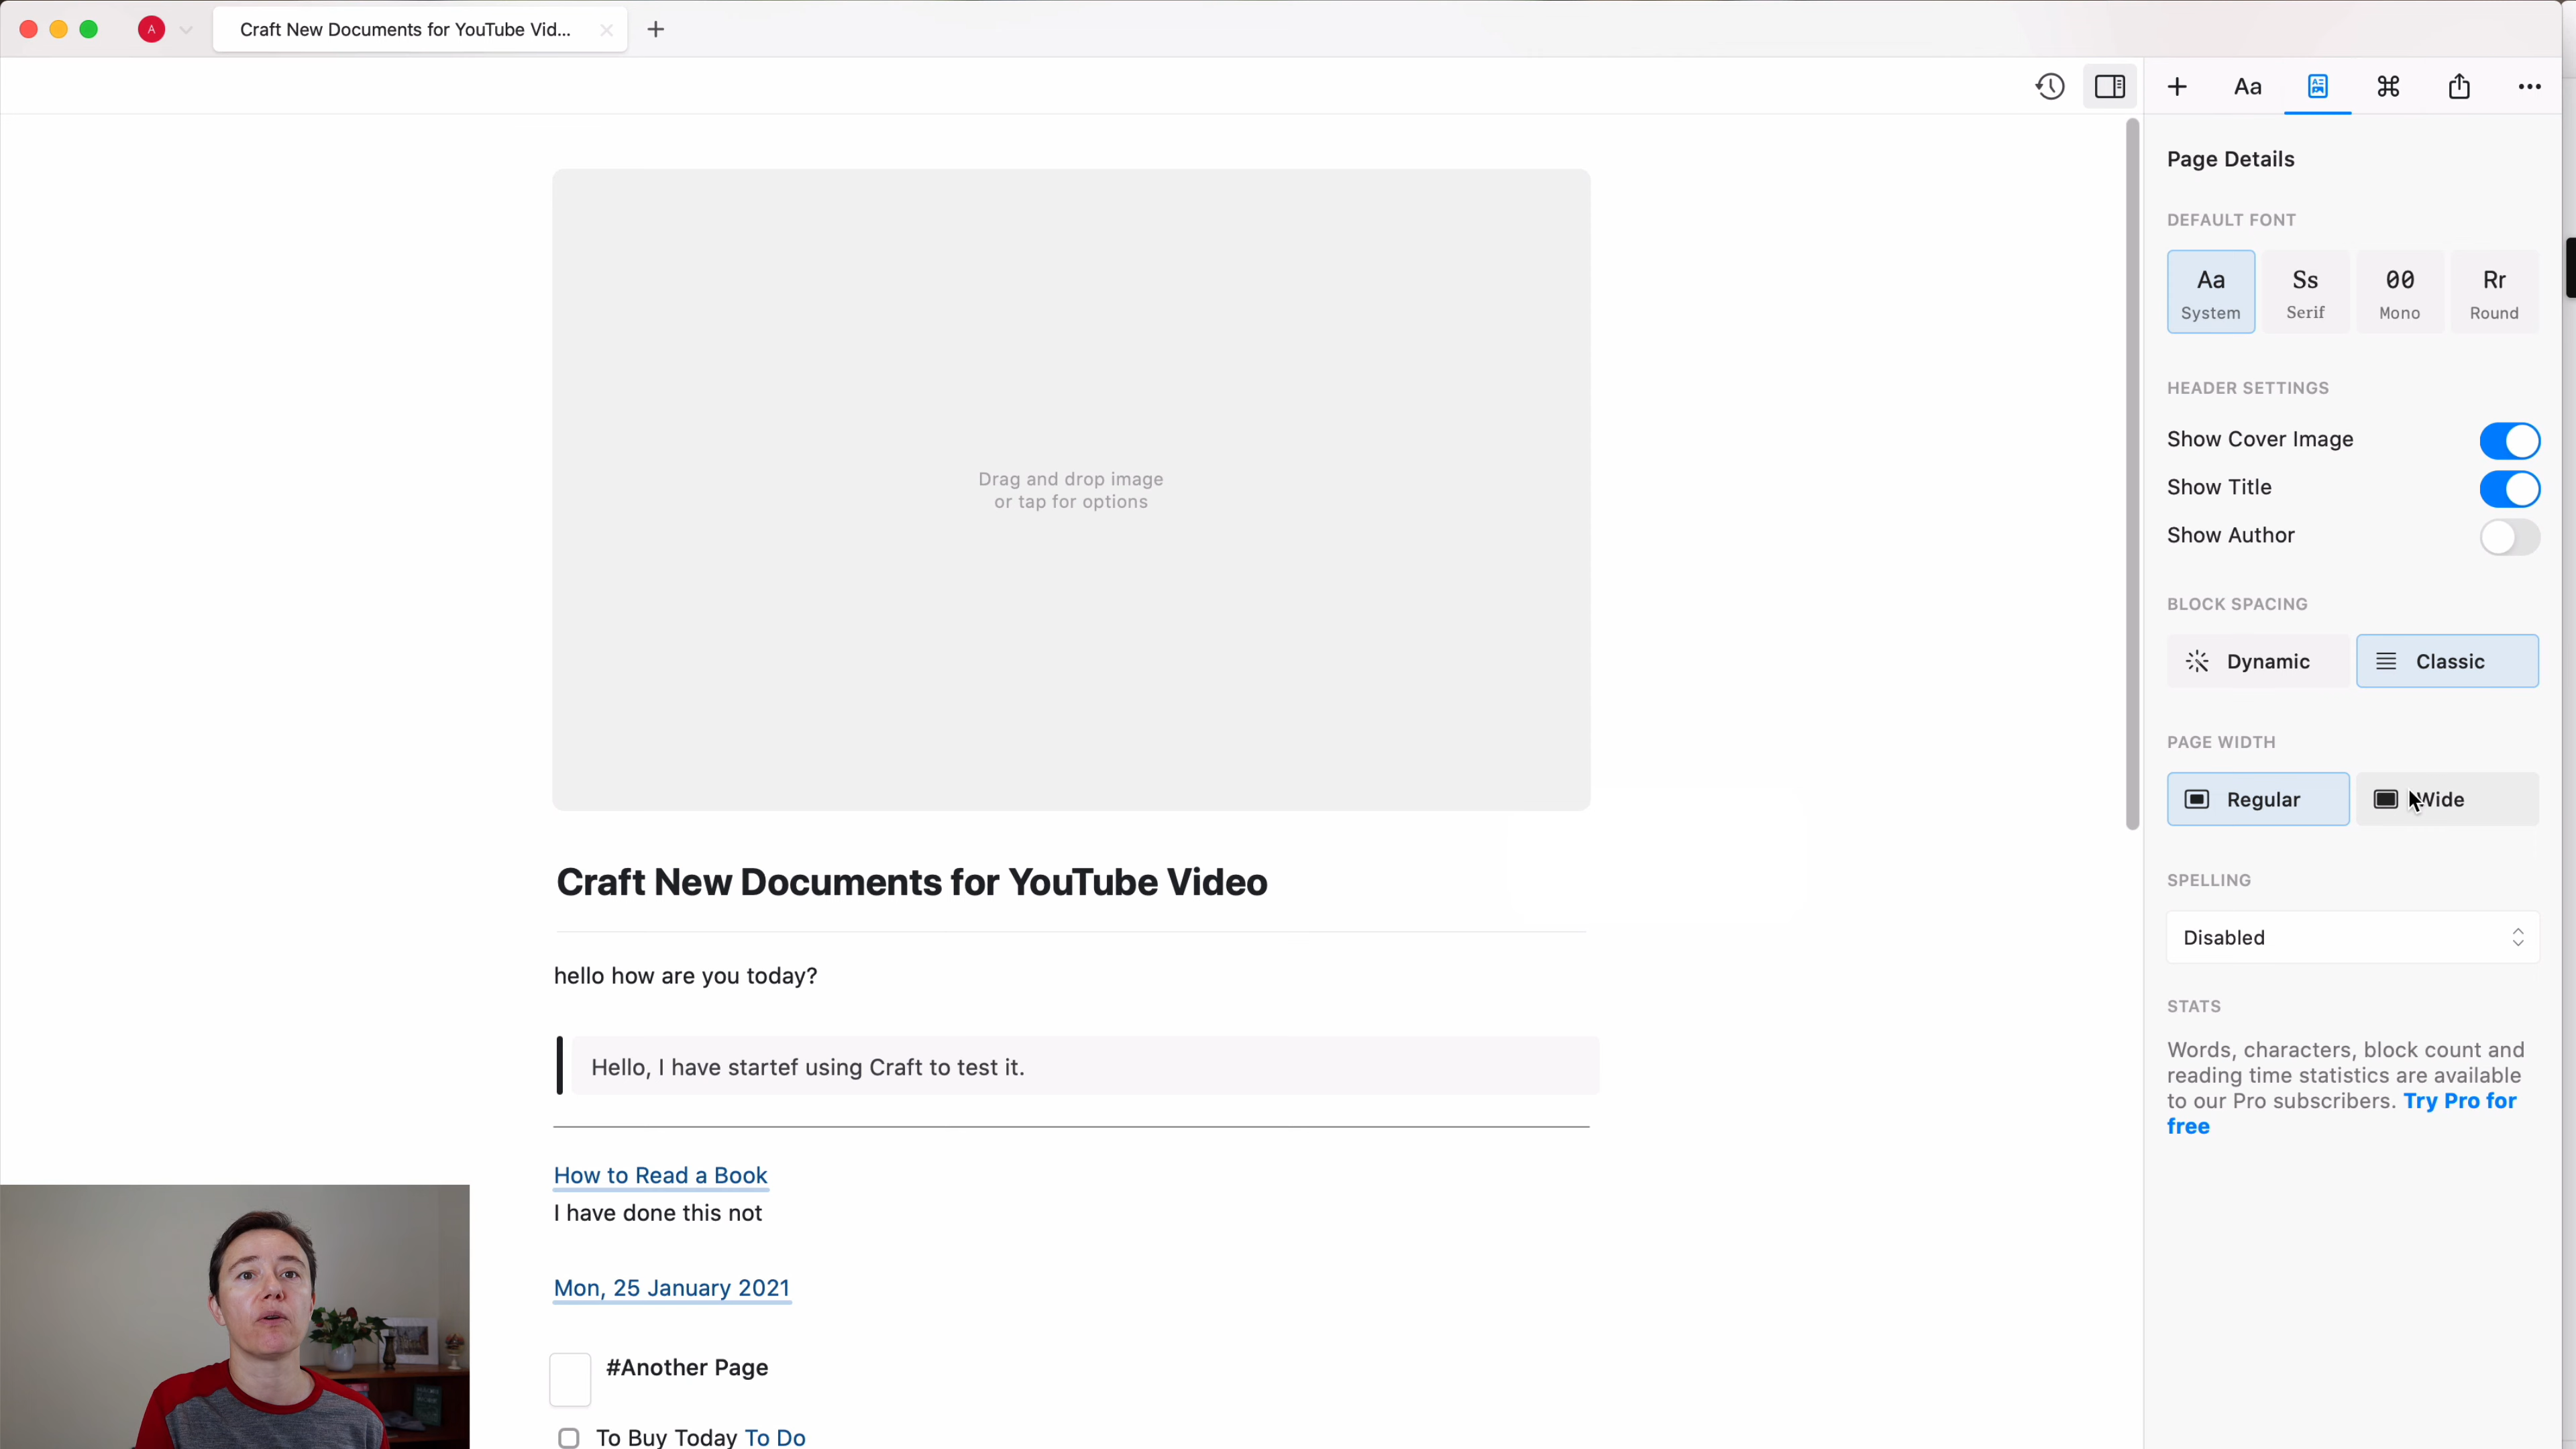 A
Craft New Documents for YouTube Vid...
Aa
Page Details
DEFAULT FONT
Aa Ss 00 Rr
System Serif Mono Round
HEADER SETTINGS
Show Cover Image
Show Title
Show Author
BLOCK SPACING
Dynamic Classic
PAGE WIDTH
Regular Wide
SPELLING
Disabled
STATS
Words, characters, block count and
reading time statistics are available
to our Pro subscribers. Try Pro for
free
Drag and drop image
or tap for options
Craft New Documents for YouTube Video
hello how are you today?
Hello, I have startef using Craft to test it.
How to Read a Book
I have done this not
Mon, 25 January 2021
#Another Page
To Buy Today To Do